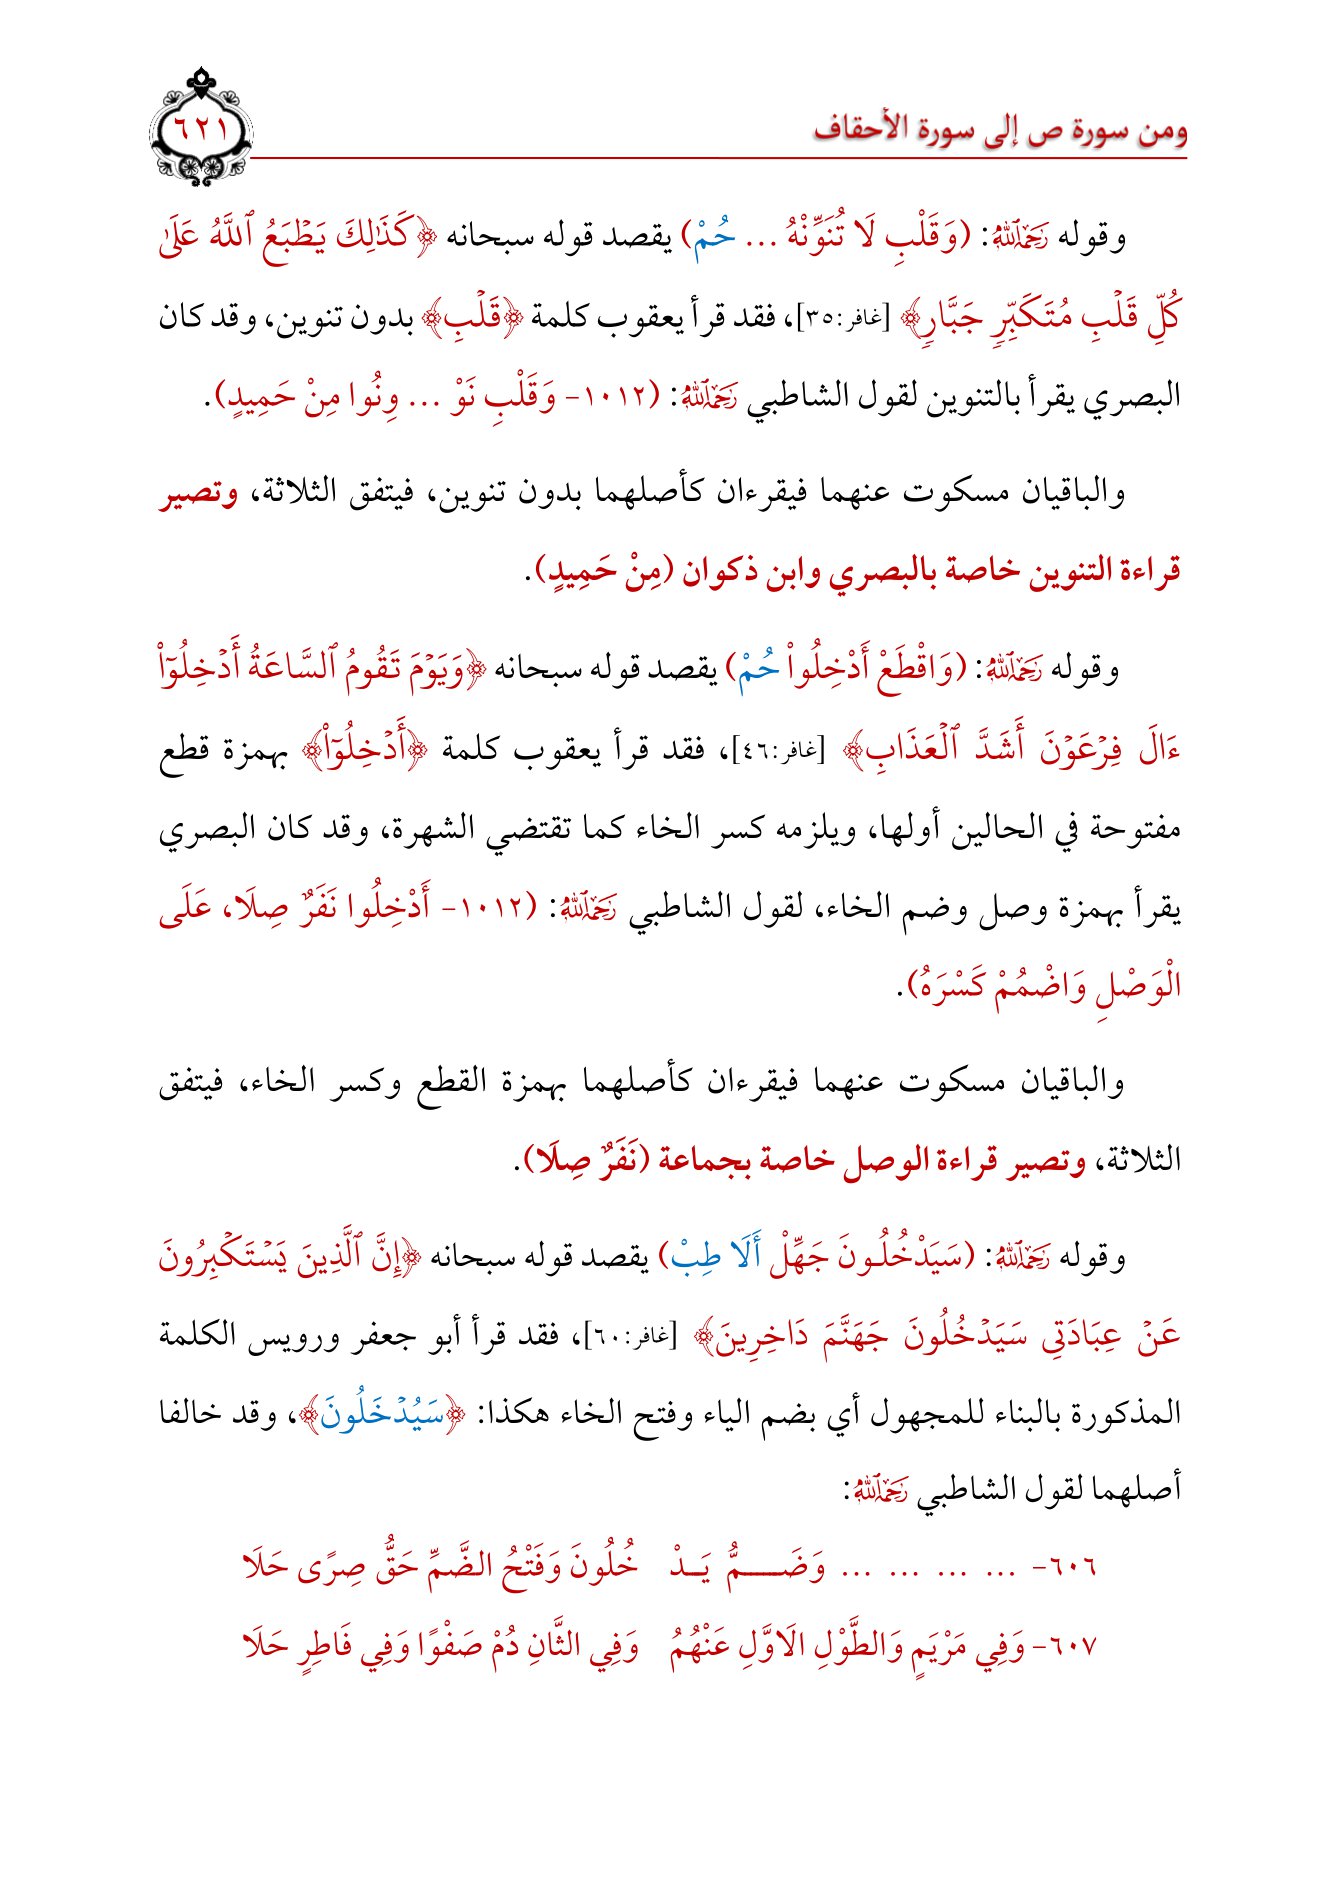 ومن سورة ص إلى سورة الأحقاف
٦٢١
وقوله رَحِمَهُ ٱللَّهُ: (وَقَلْبِ لَا تُنَوِّنْهُ ... حُمْ) يقصد قوله سبحانه ﴿كَذَٰلِكَ يَطۡبَعُ ٱللَّهُ عَلَىٰ
كُلِّ قَلۡبِ مُتَكَبِّرٖ جَبَّارٖ﴾ [غافر:٣٥]، فقد قرأ يعقوب كلمة ﴿قَلۡبِ﴾ بدون تنوين، وقد كان
البصري يقرأ بالتنوين لقول الشاطبي رَحِمَهُ ٱللَّهُ: (١٠١٢- وَقَلْبِ نَوْ ... وِنُوا مِنْ حَمِيدٍ).
والباقيان مسكوت عنهما فيقرءان كأصلهما بدون تنوين، فيتفق الثلاثة، وتصير
قراءة التنوين خاصة بالبصري وابن ذكوان (مِنْ حَمِيدٍ).
وقوله رَحِمَهُ ٱللَّهُ: (وَاقْطَعْ أَدْخِلُواْ حُمْ) يقصد قوله سبحانه ﴿وَيَوۡمَ تَقُومُ ٱلسَّاعَةُ أَدۡخِلُوٓاْ
ءَالَ فِرۡعَوۡنَ أَشَدَّ ٱلۡعَذَابِ﴾ [غافر:٤٦]، فقد قرأ يعقوب كلمة ﴿أَدۡخِلُوٓاْ﴾ بهمزة قطع
مفتوحة في الحالين أولها، ويلزمه كسر الخاء كما تقتضي الشهرة، وقد كان البصري
يقرأ بهمزة وصل وضم الخاء، لقول الشاطبي رَحِمَهُ ٱللَّهُ: (١٠١٢- أَدْخِلُوا نَفَرٌ صِلَا، عَلَى
الْوَصْلِ وَاضْمُمْ كَسْرَهُ).
والباقيان مسكوت عنهما فيقرءان كأصلهما بهمزة القطع وكسر الخاء، فيتفق
الثلاثة، وتصير قراءة الوصل خاصة بجماعة (نَفَرٌ صِلَا).
وقوله رَحِمَهُ ٱللَّهُ: (سَيَدْخُلُونَ جَهِّلْ أَلَا طِبْ) يقصد قوله سبحانه ﴿إِنَّ ٱلَّذِينَ يَسۡتَكۡبِرُونَ
عَنۡ عِبَادَتِي سَيَدۡخُلُونَ جَهَنَّمَ دَاخِرِينَ﴾ [غافر:٦٠]، فقد قرأ أبو جعفر ورويس الكلمة
المذكورة بالبناء للمجهول أي بضم الياء وفتح الخاء هكذا: ﴿سَيُدۡخَلُونَ﴾، وقد خالفا
أصلهما لقول الشاطبي رَحِمَهُ ٱللَّهُ:
٦٠٦- ... ... ... ... وَضَـــمُّ يَـدْ خُلُونَ وَفَتْحُ الضَّمِّ حَقُّ صِرًى حَلَا
٦٠٧- وَفِي مَرْيَمٍ وَالطَّوْلِ الَاوَّلِ عَنْهُمُ وَفِي الثَّانِ دُمْ صَفْوًا وَفِي فَاطِرٍ حَلَا